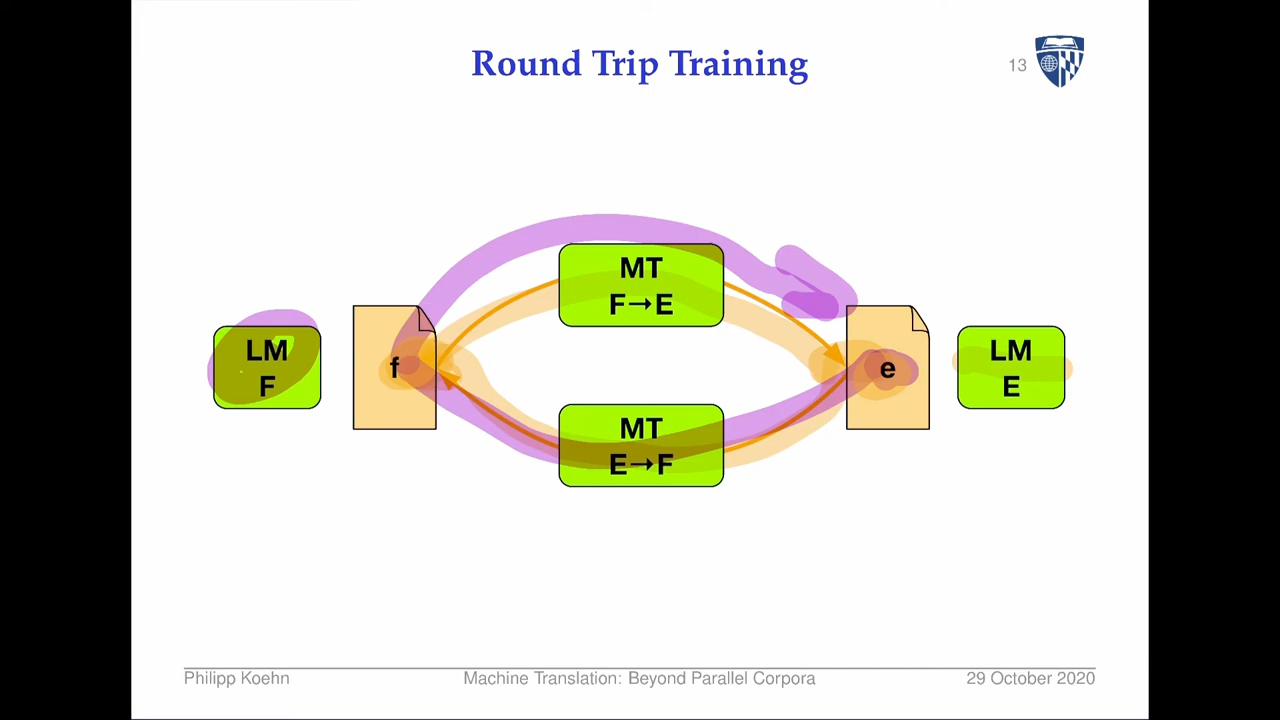 Round Trip Training
13
MT
F→E
LM
F
f
e
LM
E
MT
E→F
Philipp Koehn
Machine Translation: Beyond Parallel Corpora
29 October 2020